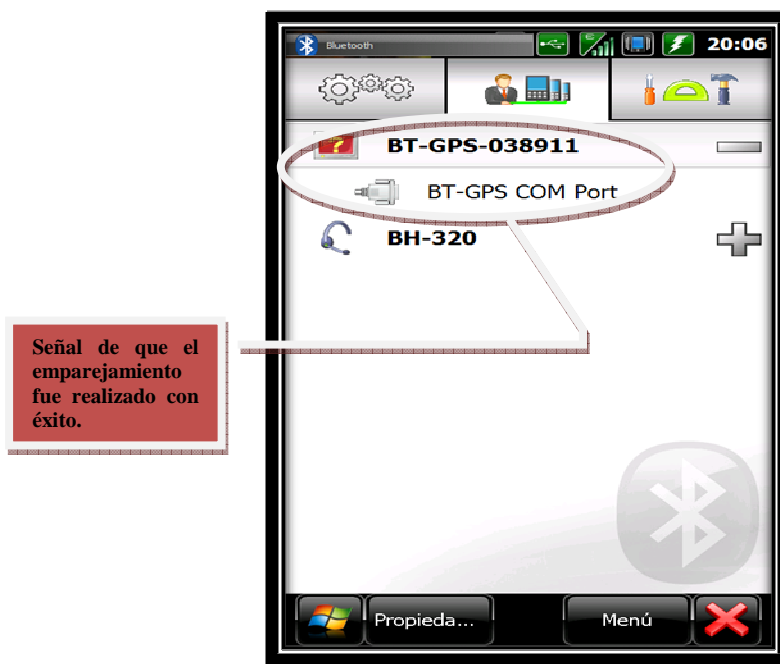 Bluetooth
20:06
BT-GPS-038911
BT-GPS COM Port
BH-320
Señal de que el
emparejamiento
fue realizado con
éxito.
Propieda...
Menú